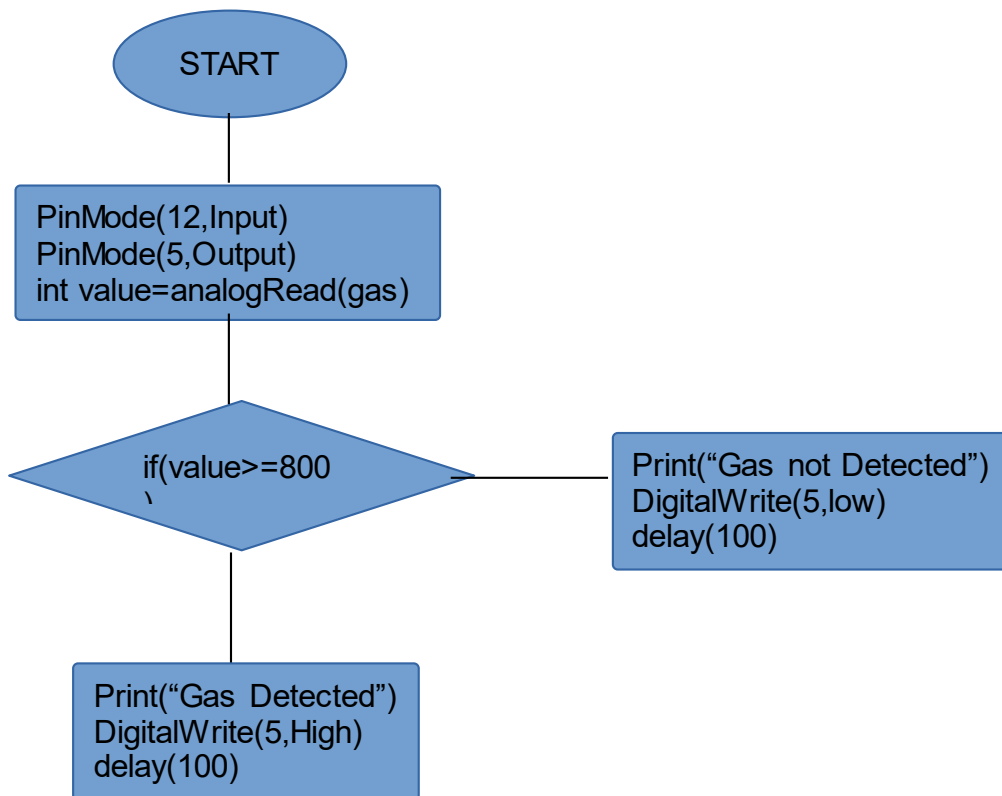 START
PinMode(12,Input)
PinMode(5,Output)
int value=analogRead(gas)
if(value>=800
)
Print(“Gas not Detected”)
DigitalWrite(5,low)
delay(100)
Print(“Gas Detected”)
DigitalWrite(5,High)
delay(100)